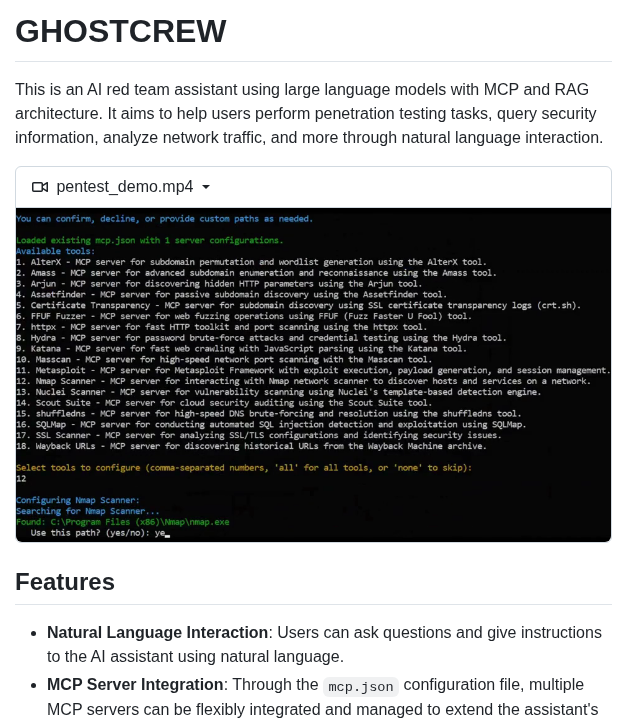 GHOSTCREW
This is an AI red team assistant using large language models with MCP and RAG
architecture. It aims to help users perform penetration testing tasks, query security
information, analyze network traffic, and more through natural language interaction.
pentest_demo.mp4
You can confirm, decline, or provide custom paths as needed.
Loaded existing mcp.json with 1 server configurations.
Available tools:
1. AlterX - MCP server for subdomain permutation and wordlist generation using the AlterX tool.
2. Amass - MCP server for advanced subdomain enumeration and reconnaissance using the Amass tool.
3. Arjun - MCP server for discovering hidden HTTP parameters using the Arjun tool.
4. Assetfinder - MCP server for passive subdomain discovery using the Assetfinder tool.
5. Certificate Transparency - MCP server for subdomain discovery using SSL certificate transparency logs (crt.sh).
6. FFUF Fuzzer - MCP server for web fuzzing operations using FFUF (Fuzz Faster U Fool) tool.
7. httpx - MCP server for fast HTTP toolkit and port scanning using the httpx tool.
8. Hydra - MCP server for password brute-force attacks and credential testing using the Hydra tool.
9. Katana - MCP server for fast web crawling with JavaScript parsing using the Katana tool.
10. Masscan - MCP server for high-speed network port scanning with the Masscan tool.
11. Metasploit - MCP server for Metasploit Framework with exploit execution, payload generation, and session management.
12. Nmap Scanner - MCP server for interacting with Nmap network scanner to discover hosts and services on a network.
13. Nuclei Scanner - MCP server for vulnerability scanning using Nuclei's template-based detection engine.
14. Scout Suite - MCP server for cloud security auditing using the Scout Suite tool.
15. shuffledns - MCP server for high-speed DNS brute-forcing and resolution using the shuffledns tool.
16. SQLMap - MCP server for conducting automated SQL injection detection and exploitation using SQLMap.
17. SSL Scanner - MCP server for analyzing SSL/TLS configurations and identifying security issues.
18. Wayback URLs - MCP server for discovering historical URLs from the Wayback Machine archive.
Select tools to configure (comma-separated numbers, 'all' for all tools, or 'none' to skip):
12
Configuring Nmap Scanner:
Searching for Nmap Scanner...
Found: C:\Program Files (x86)\Nmap\nmap.exe
Use this path? (yes/no): ye
Features
• Natural Language Interaction: Users can ask questions and give instructions
to the AI assistant using natural language.
• MCP Server Integration: Through the mcp.json configuration file, multiple
MCP servers can be flexibly integrated and managed to extend the assistant's